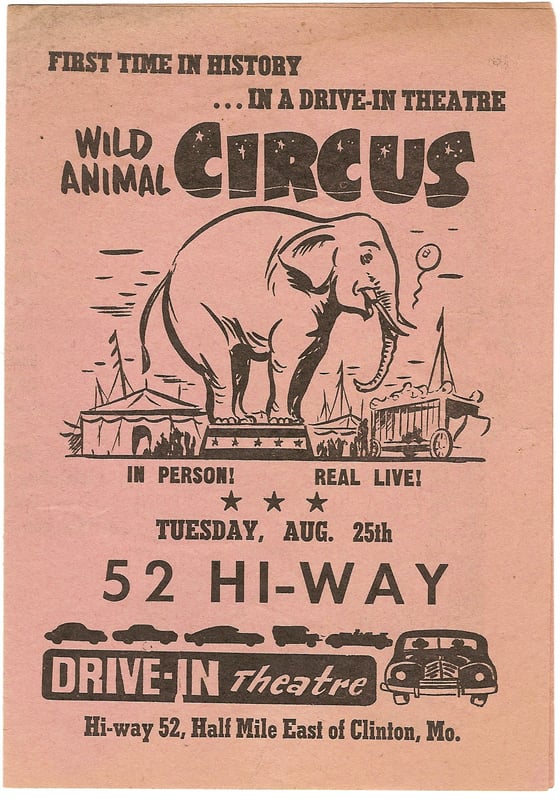 FIRST TIME IN HISTORY
...IN A DRIVE-IN THEATRE
WILD
ANIMAL CIRCUS
IN PERSON! REAL LIVE!
TUESDAY, AUG. 25th
52 HI-WAY
DRIVE-IN Theatre
Hi-way 52, Half Mile East of Clinton, Mo.